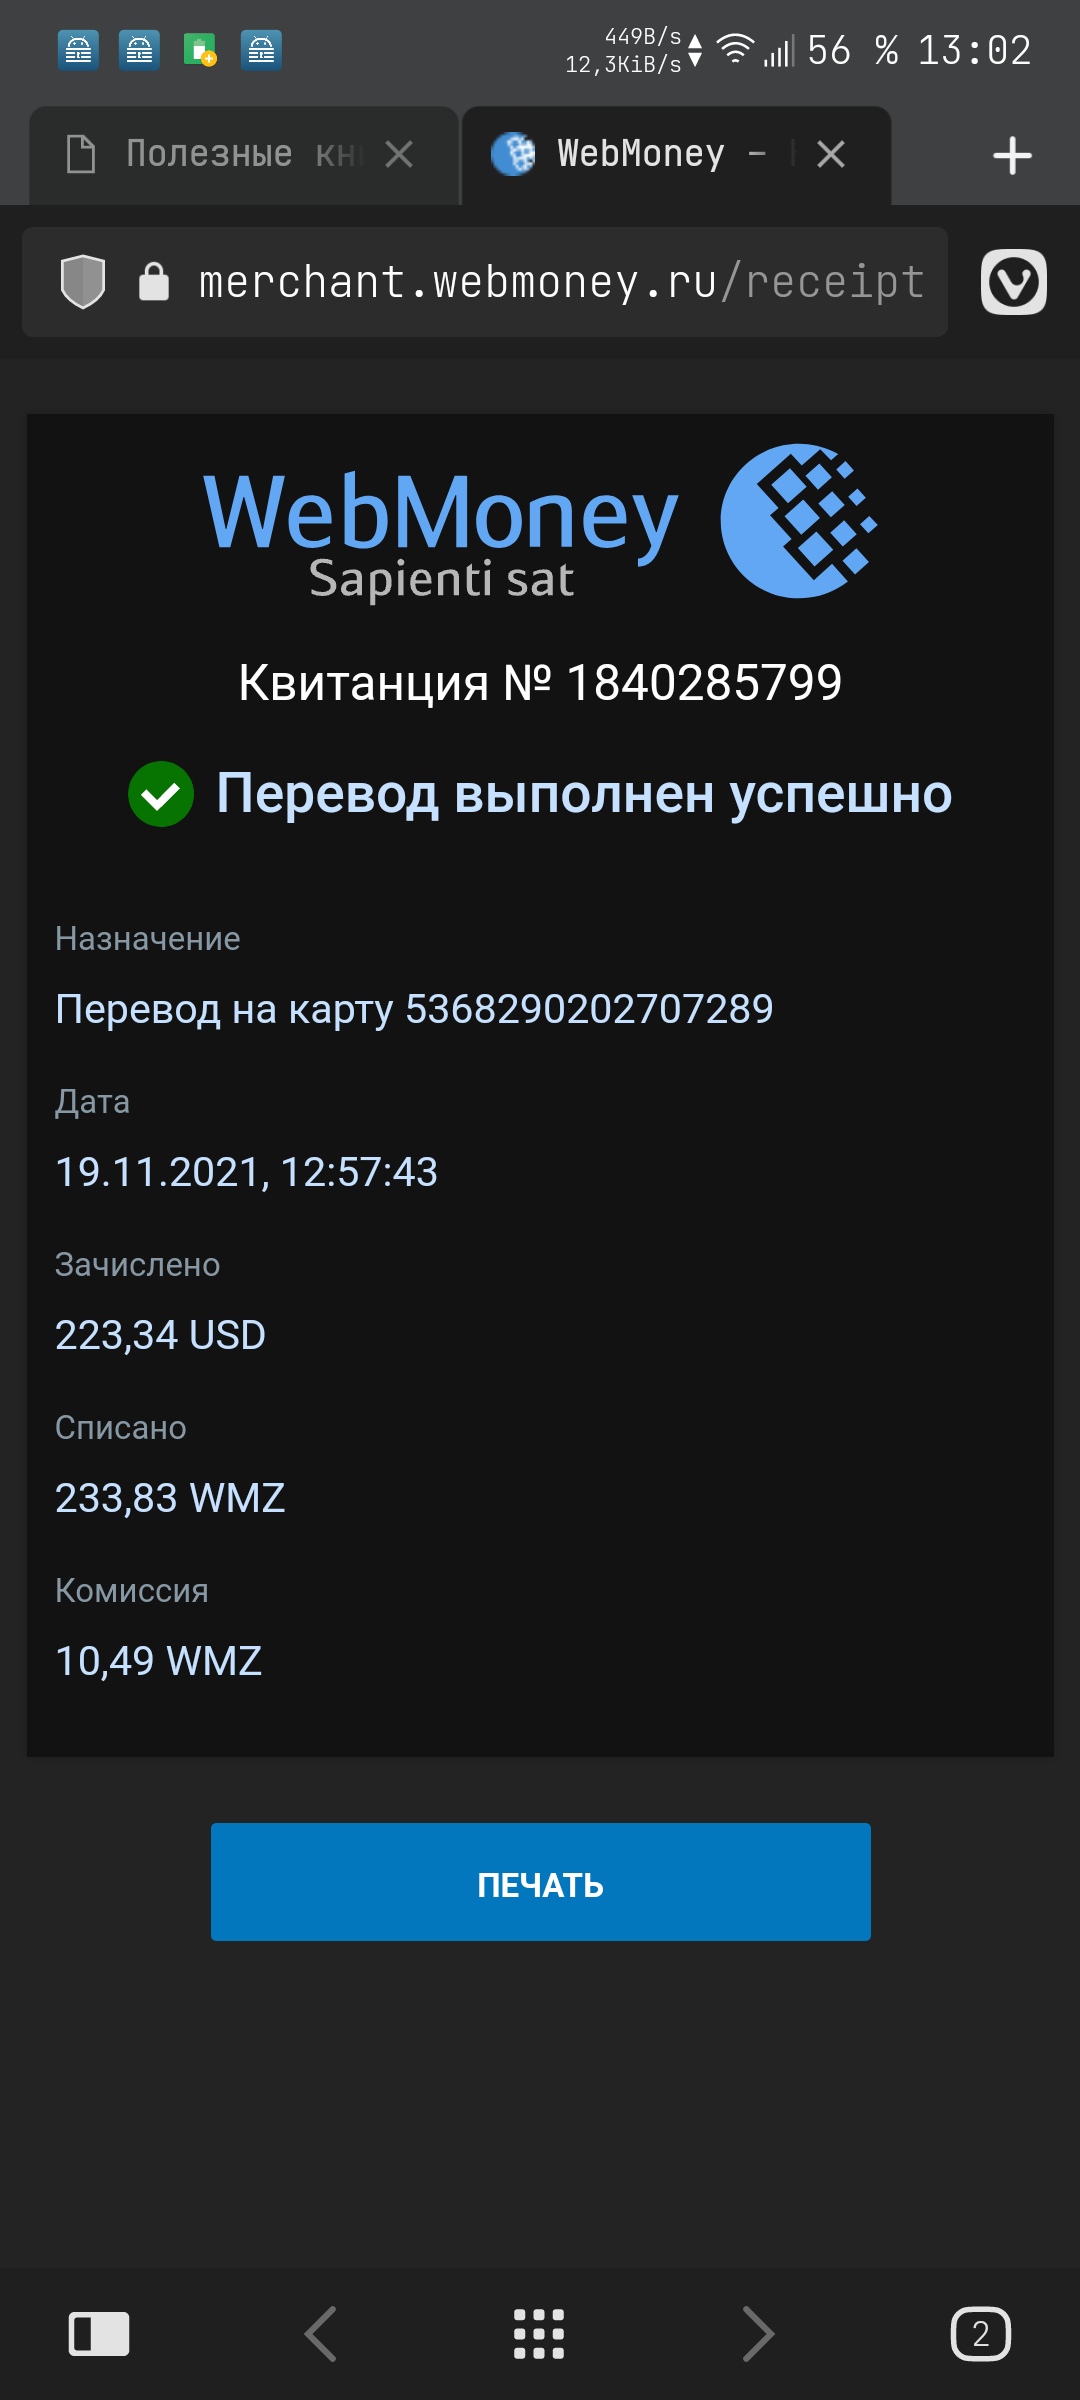 449B/s
12,3KiB/s
56 % 13:02
Полезные кн
WebMoney –
merchant.webmoney.ru/receipt
WebMoney
Sapienti sat
Квитанция № 1840285799
Перевод выполнен успешно
Назначение
Перевод на карту 5368290202707289
Дата
19.11.2021, 12:57:43
Зачислено
223,34 USD
Списано
233,83 WMZ
Комиссия
10,49 WMZ
ПЕЧАТЬ
2